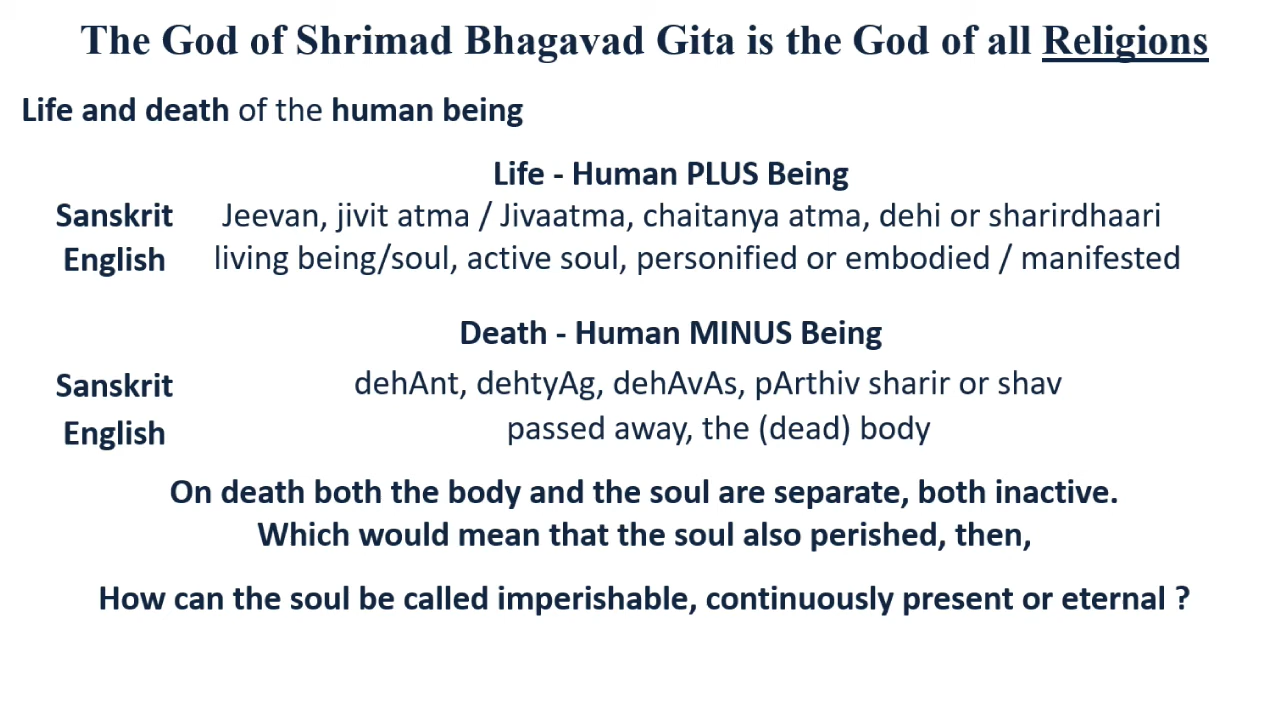 The God of Shrimad Bhagavad Gita is the God of all Religions
Life and death of the human being
Life - Human PLUS Being
Sanskrit Jeevan, jivit atma / Jivaatma, chaitanya atma, dehi or sharirdhaari
English living being/soul, active soul, personified or embodied / manifested
Death - Human MINUS Being
Sanskrit dehAnt, dehtyAg, dehAvAs, pArthiv sharir or shav
English passed away, the (dead) body
On death both the body and the soul are separate, both inactive.
Which would mean that the soul also perished, then,
How can the soul be called imperishable, continuously present or eternal ?